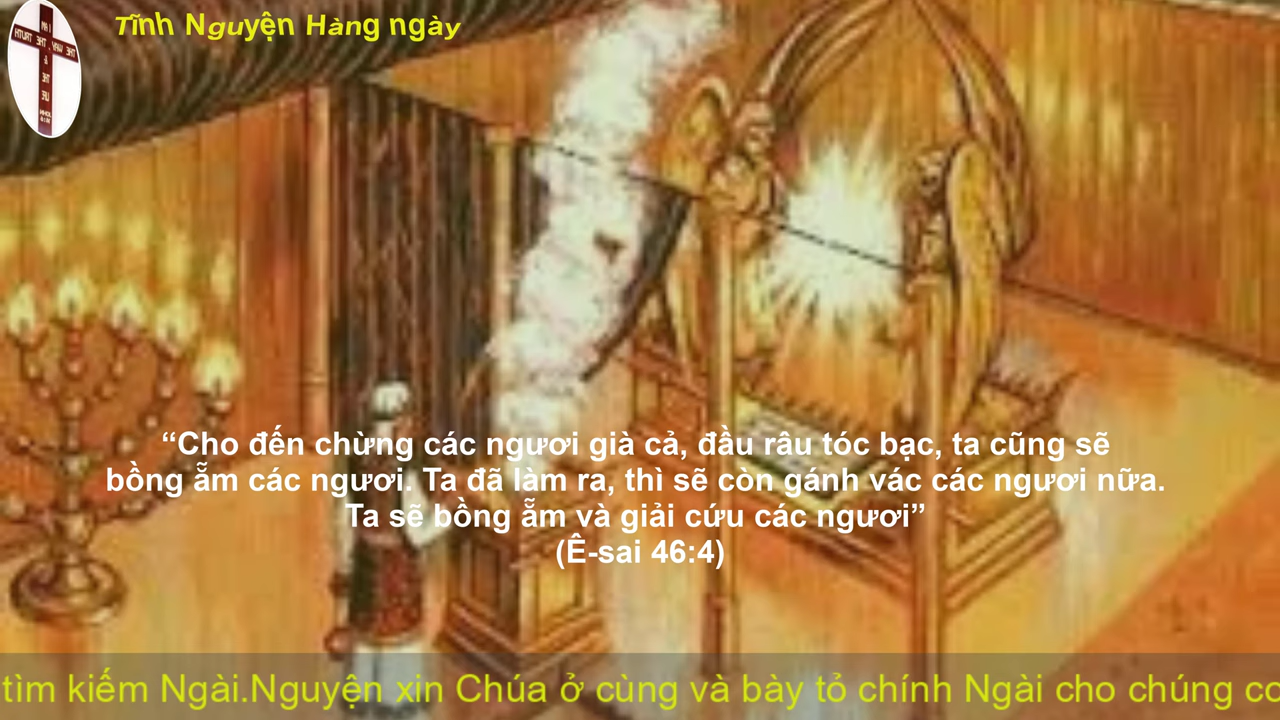 Tĩnh Nguyện Hàng ngày
“Cho đến chừng các ngươi già cả, đầu râu tóc bạc, ta cũng sẽ
bồng ẵm các ngươi. Ta đã làm ra, thì sẽ còn gánh vác các ngươi nữa.
Ta sẽ bồng ẵm và giải cứu các ngươi”
(Ê-sai 46:4)
tìm kiếm Ngài.Nguyện xin Chúa ở cùng và bày tỏ chính Ngài cho chúng